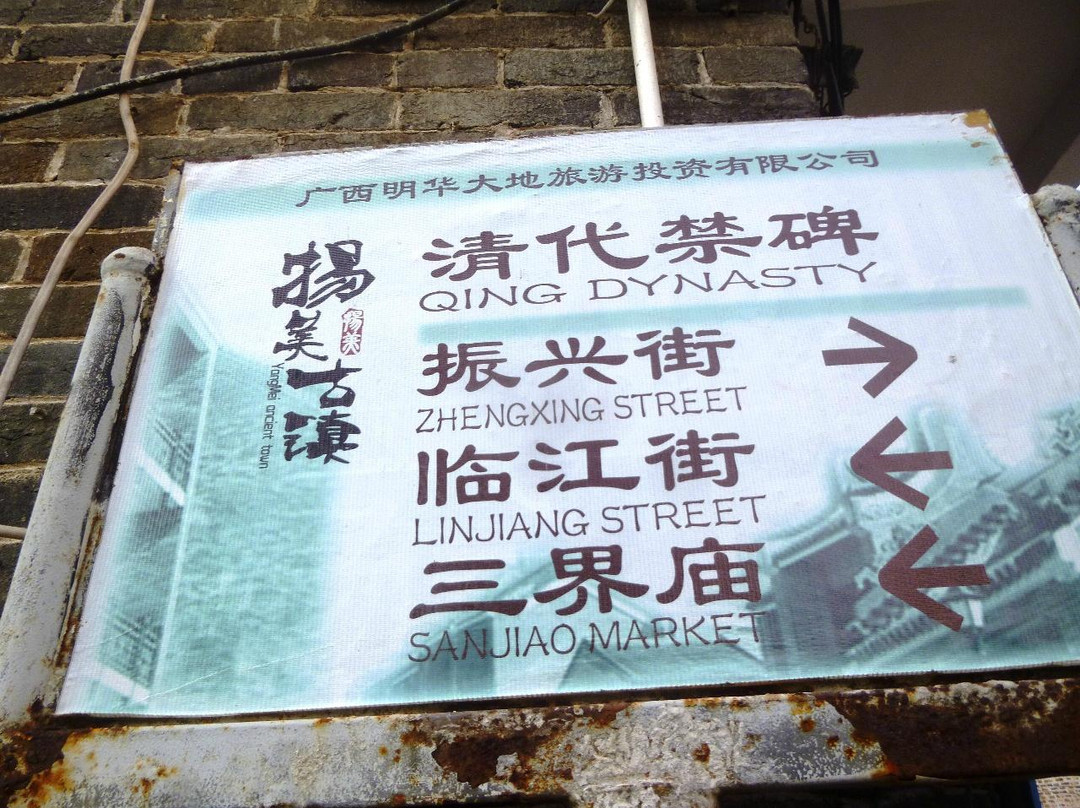 广西明华大地旅游投资有限公司
揚美古鎮
揚美
YangMei ancient town
清代禁碑
QING DYNASTY
振兴街
ZHENGXING STREET
临江街
LINJIANG STREET
三界庙
SANJIAO MARKET